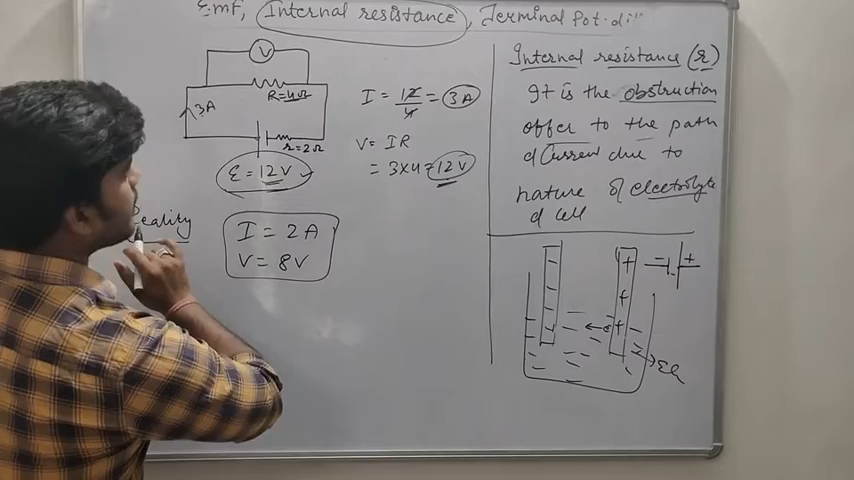 Emf, Internal resistance, Terminal Pot.di
V
R=4Ω
3A
r=2Ω
ε = 12V
I = 12/4 = 3A
V = IR
= 3×4 = 12V
Reality
I = 2A
V = 8V
Internal resistance (r)
It is the obstruction
offer to the path
of Current due to
nature of electrolyte
of cell